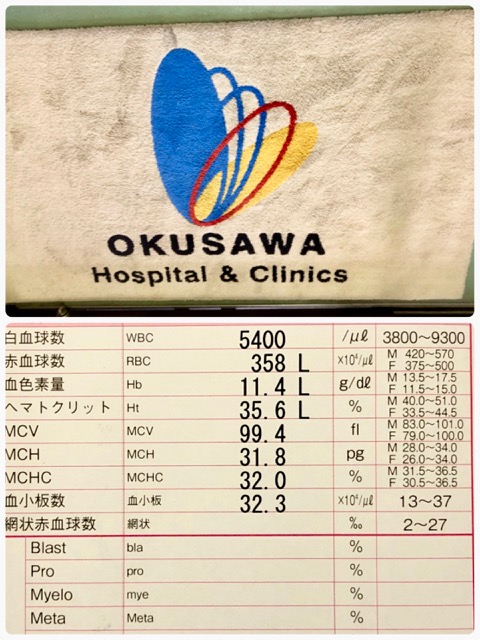 OKUSAWA
Hospital & Clinics
白血球数 WBC 5400 /μl 3800～9300
赤血球数 RBC 358 L ×10⁴/μl M 420～570 F 375～500
血色素量 Hb 11.4 L g/dl M 13.5～17.5 F 11.5～15.0
ヘマトクリット Ht 35.6 L % M 40.0～51.0 F 33.5～44.5
MCV MCV 99.4 fl M 83.0～101.0 F 79.0～100.0
MCH MCH 31.8 pg M 28.0～34.0 F 26.0～34.0
MCHC MCHC 32.0 % M 31.5～36.5 F 30.5～36.5
血小板数 血小板 32.3 ×10⁴/μl 13～37
網状赤血球数 網状 ‰ 2～27
Blast bla %
Pro pro %
Myelo mye %
Meta Meta %